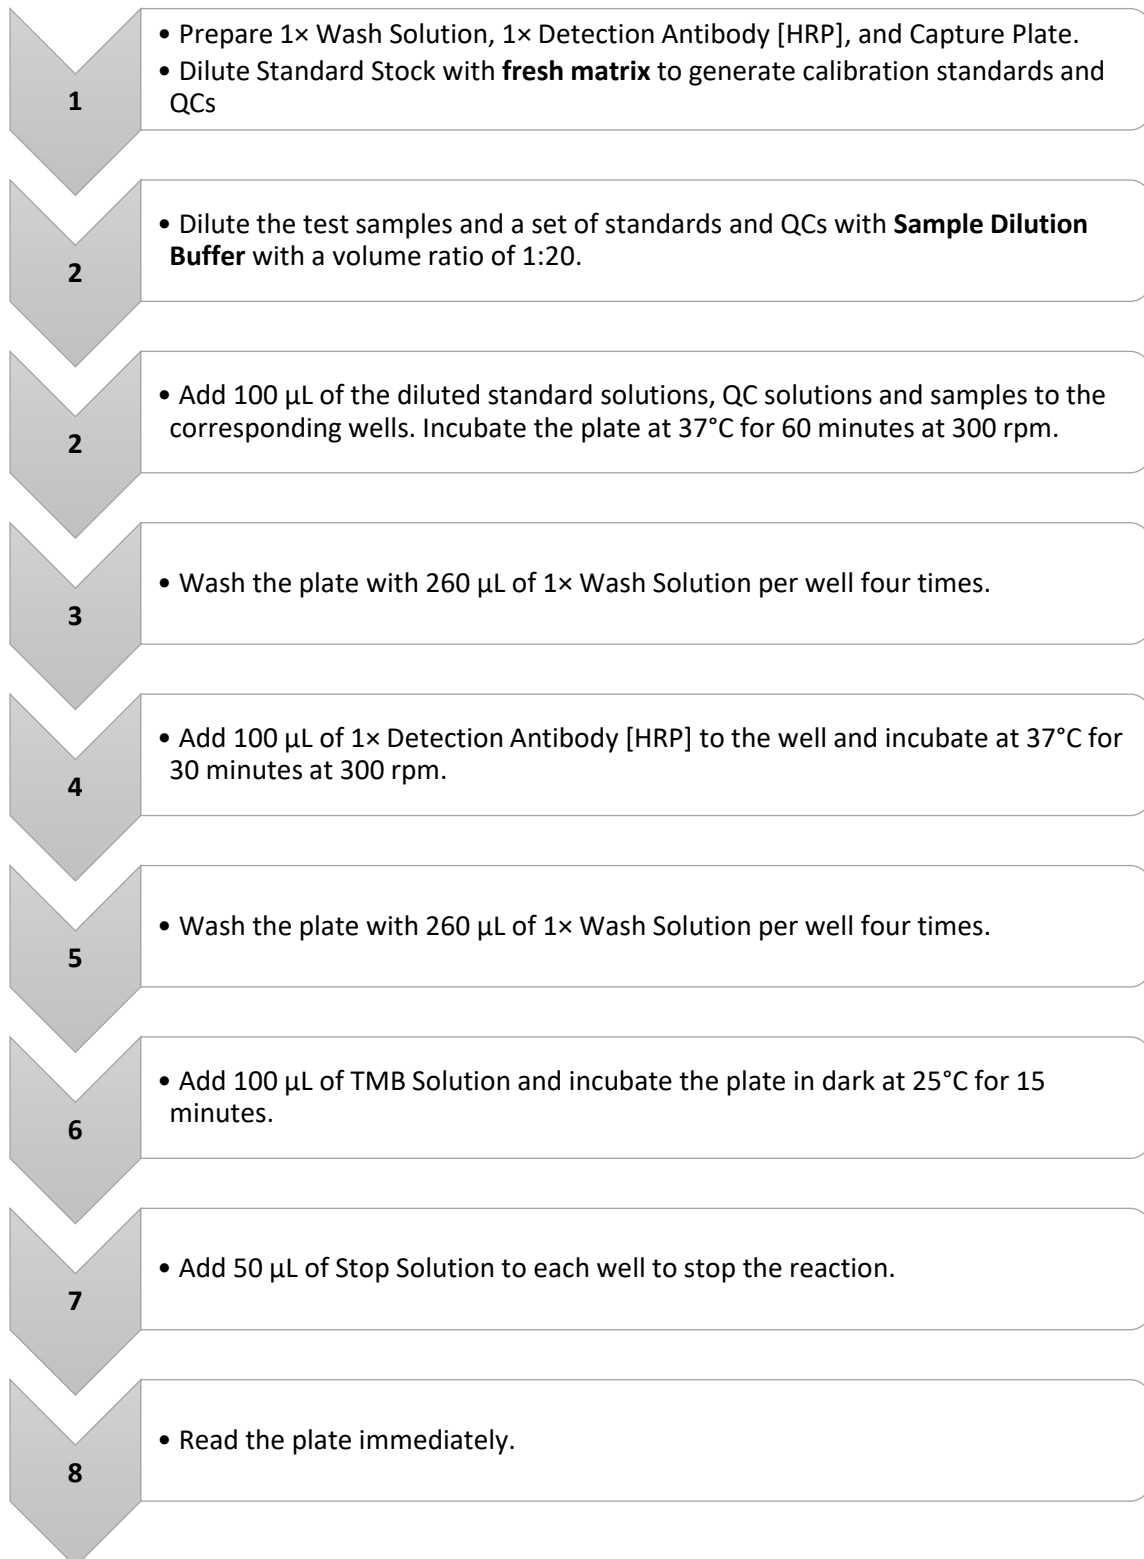 • Prepare 1× Wash Solution, 1× Detection Antibody [HRP], and Capture Plate.
• Dilute Standard Stock with fresh matrix to generate calibration standards and
QCs
1
• Dilute the test samples and a set of standards and QCs with Sample Dilution
Buffer with a volume ratio of 1:20.
2
• Add 100 µL of the diluted standard solutions, QC solutions and samples to the
corresponding wells. Incubate the plate at 37°C for 60 minutes at 300 rpm.
2
• Wash the plate with 260 µL of 1× Wash Solution per well four times.
3
• Add 100 µL of 1× Detection Antibody [HRP] to the well and incubate at 37°C for
30 minutes at 300 rpm.
4
• Wash the plate with 260 µL of 1× Wash Solution per well four times.
5
• Add 100 µL of TMB Solution and incubate the plate in dark at 25°C for 15
minutes.
6
• Add 50 µL of Stop Solution to each well to stop the reaction.
7
• Read the plate immediately.
8